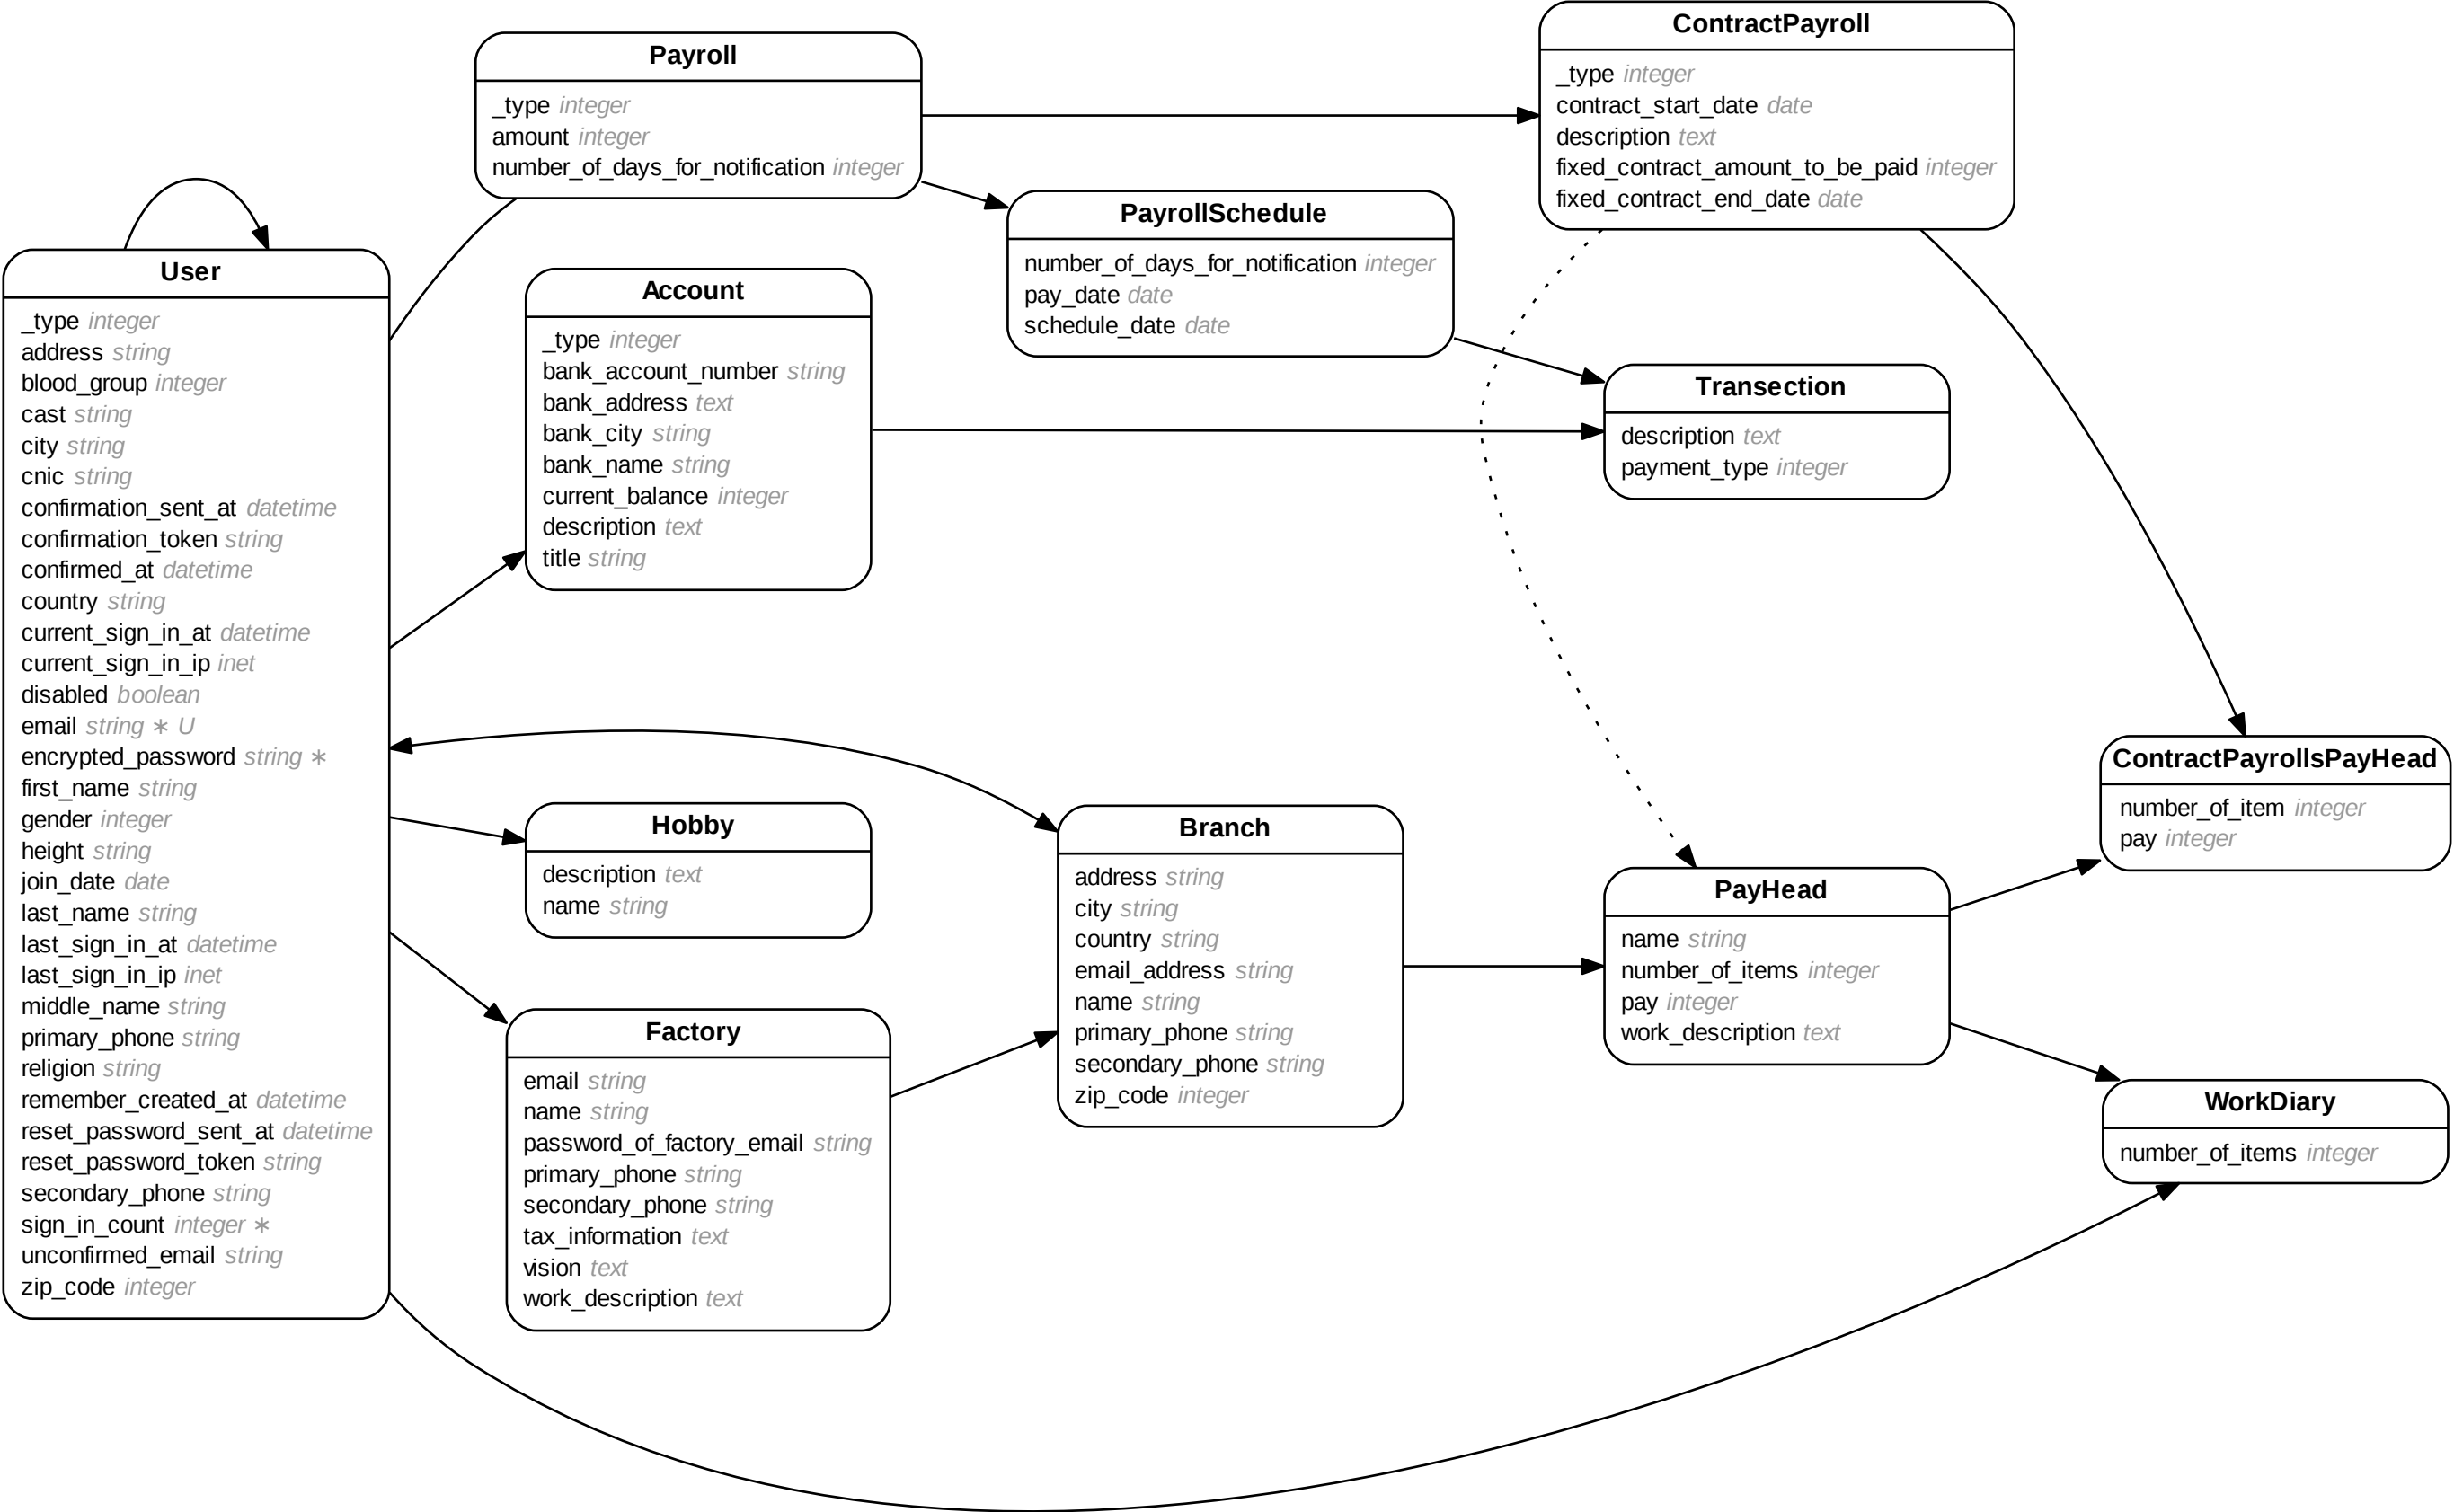 User
_type integer
address string
blood_group integer
cast string
city string
cnic string
confirmation_sent_at datetime
confirmation_token string
confirmed_at datetime
country string
current_sign_in_at datetime
current_sign_in_ip inet
disabled boolean
email string ∗ U
encrypted_password string ∗
first_name string
gender integer
height string
join_date date
last_name string
last_sign_in_at datetime
last_sign_in_ip inet
middle_name string
primary_phone string
religion string
remember_created_at datetime
reset_password_sent_at datetime
reset_password_token string
secondary_phone string
sign_in_count integer ∗
unconfirmed_email string
zip_code integer
Payroll
_type integer
amount integer
number_of_days_for_notification integer
Account
_type integer
bank_account_number string
bank_address text
bank_city string
bank_name string
current_balance integer
description text
title string
Hobby
description text
name string
Factory
email string
name string
password_of_factory_email string
primary_phone string
secondary_phone string
tax_information text
vision text
work_description text
PayrollSchedule
number_of_days_for_notification integer
pay_date date
schedule_date date
Branch
address string
city string
country string
email_address string
name string
primary_phone string
secondary_phone string
zip_code integer
ContractPayroll
_type integer
contract_start_date date
description text
fixed_contract_amount_to_be_paid integer
fixed_contract_end_date date
Transection
description text
payment_type integer
PayHead
name string
number_of_items integer
pay integer
work_description text
ContractPayrollsPayHead
number_of_item integer
pay integer
WorkDiary
number_of_items integer